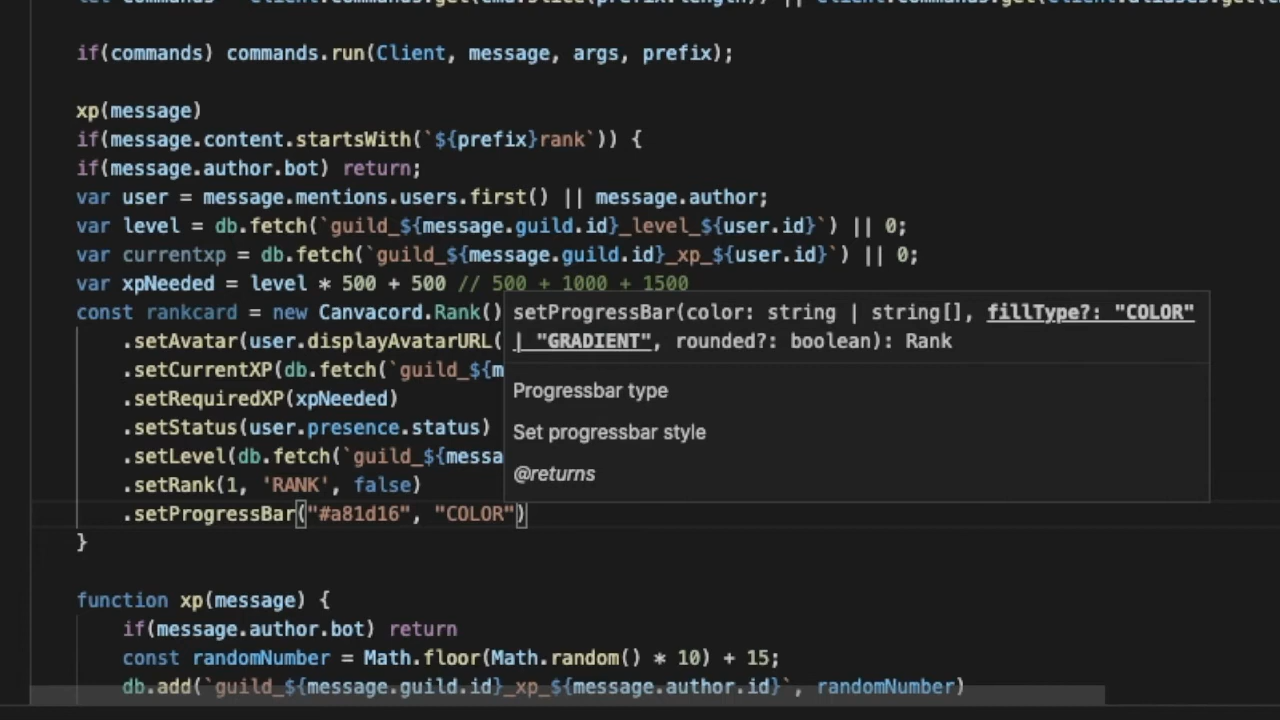 if(commands) commands.run(Client, message, args, prefix);
xp(message)
if(message.content.startsWith(`${prefix}rank`)) {
if(message.author.bot) return;
var user = message.mentions.users.first() || message.author;
var level = db.fetch(`guild_${message.guild.id}_level_${user.id}`) || 0;
var currentxp = db.fetch(`guild_${message.guild.id}_xp_${user.id}`) || 0;
var xpNeeded = level * 500 + 500 // 500 + 1000 + 1500
const rankcard = new Canvacord.Rank()
.setAvatar(user.displayAvatarURL(
.setCurrentXP(db.fetch(`guild_${m
.setRequiredXP(xpNeeded)
.setStatus(user.presence.status)
.setLevel(db.fetch(`guild_${messa
.setRank(1, 'RANK', false)
.setProgressBar("#a81d16", "COLOR")
}
setProgressBar(color: string | string[], fillType?: "COLOR"
| "GRADIENT", rounded?: boolean): Rank
Progressbar type
Set progressbar style
@returns
function xp(message) {
if(message.author.bot) return
const randomNumber = Math.floor(Math.random() * 10) + 15;
db.add(`guild_${message.guild.id}_xp_${message.author.id}`, randomNumber)